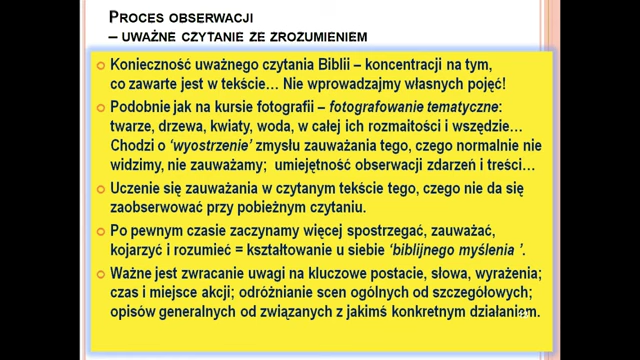 PROCES OBSERWACJI
– UWAŻNE CZYTANIE ZE ZROZUMIENIEM
Konieczność uważnego czytania Biblii – koncentracji na tym,
co zawarte jest w tekście… Nie wprowadzajmy własnych pojęć!
Podobnie jak na kursie fotografii – fotografowanie tematyczne:
twarze, drzewa, kwiaty, woda, w całej ich rozmaitości i wszędzie…
Chodzi o ‘wyostrzenie’ zmysłu zauważania tego, czego normalnie nie
widzimy, nie zauważamy; umiejętność obserwacji zdarzeń i treści…
Uczenie się zauważania w czytanym tekście tego, czego nie da się
zaobserwować przy pobieżnym czytaniu.
Po pewnym czasie zaczynamy więcej spostrzegać, zauważać,
kojarzyć i rozumieć = kształtowanie u siebie ‘biblijnego myślenia ’.
Ważne jest zwracanie uwagi na kluczowe postacie, słowa, wyrażenia;
czas i miejsce akcji; odróżnianie scen ogólnych od szczegółowych;
opisów generalnych od związanych z jakimś konkretnym działaniem.